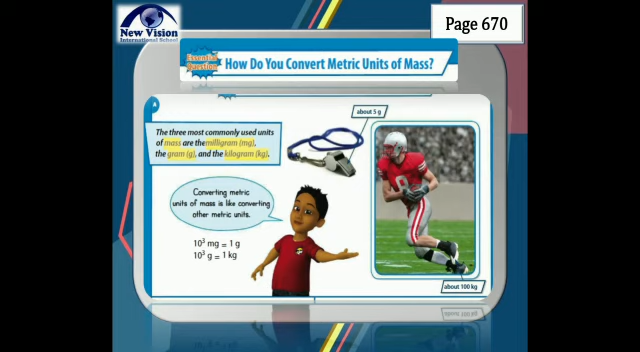 New Vision
International School
Page 670
Essential
Question
How Do You Convert Metric Units of Mass?
A
about 5 g
The three most commonly used units
of mass are the milligram (mg),
the gram (g), and the kilogram (kg).
Converting metric
units of mass is like converting
other metric units.
10³ mg = 1 g
10³ g = 1 kg
8
about 100 kg